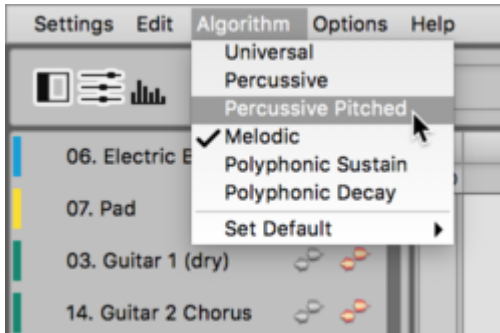 Settings Edit Algorithm Options Help
Universal
Percussive
Percussive Pitched
Melodic
Polyphonic Sustain
Polyphonic Decay
Set Default
06. Electric
07. Pad
03. Guitar 1 (dry)
14. Guitar 2 Chorus